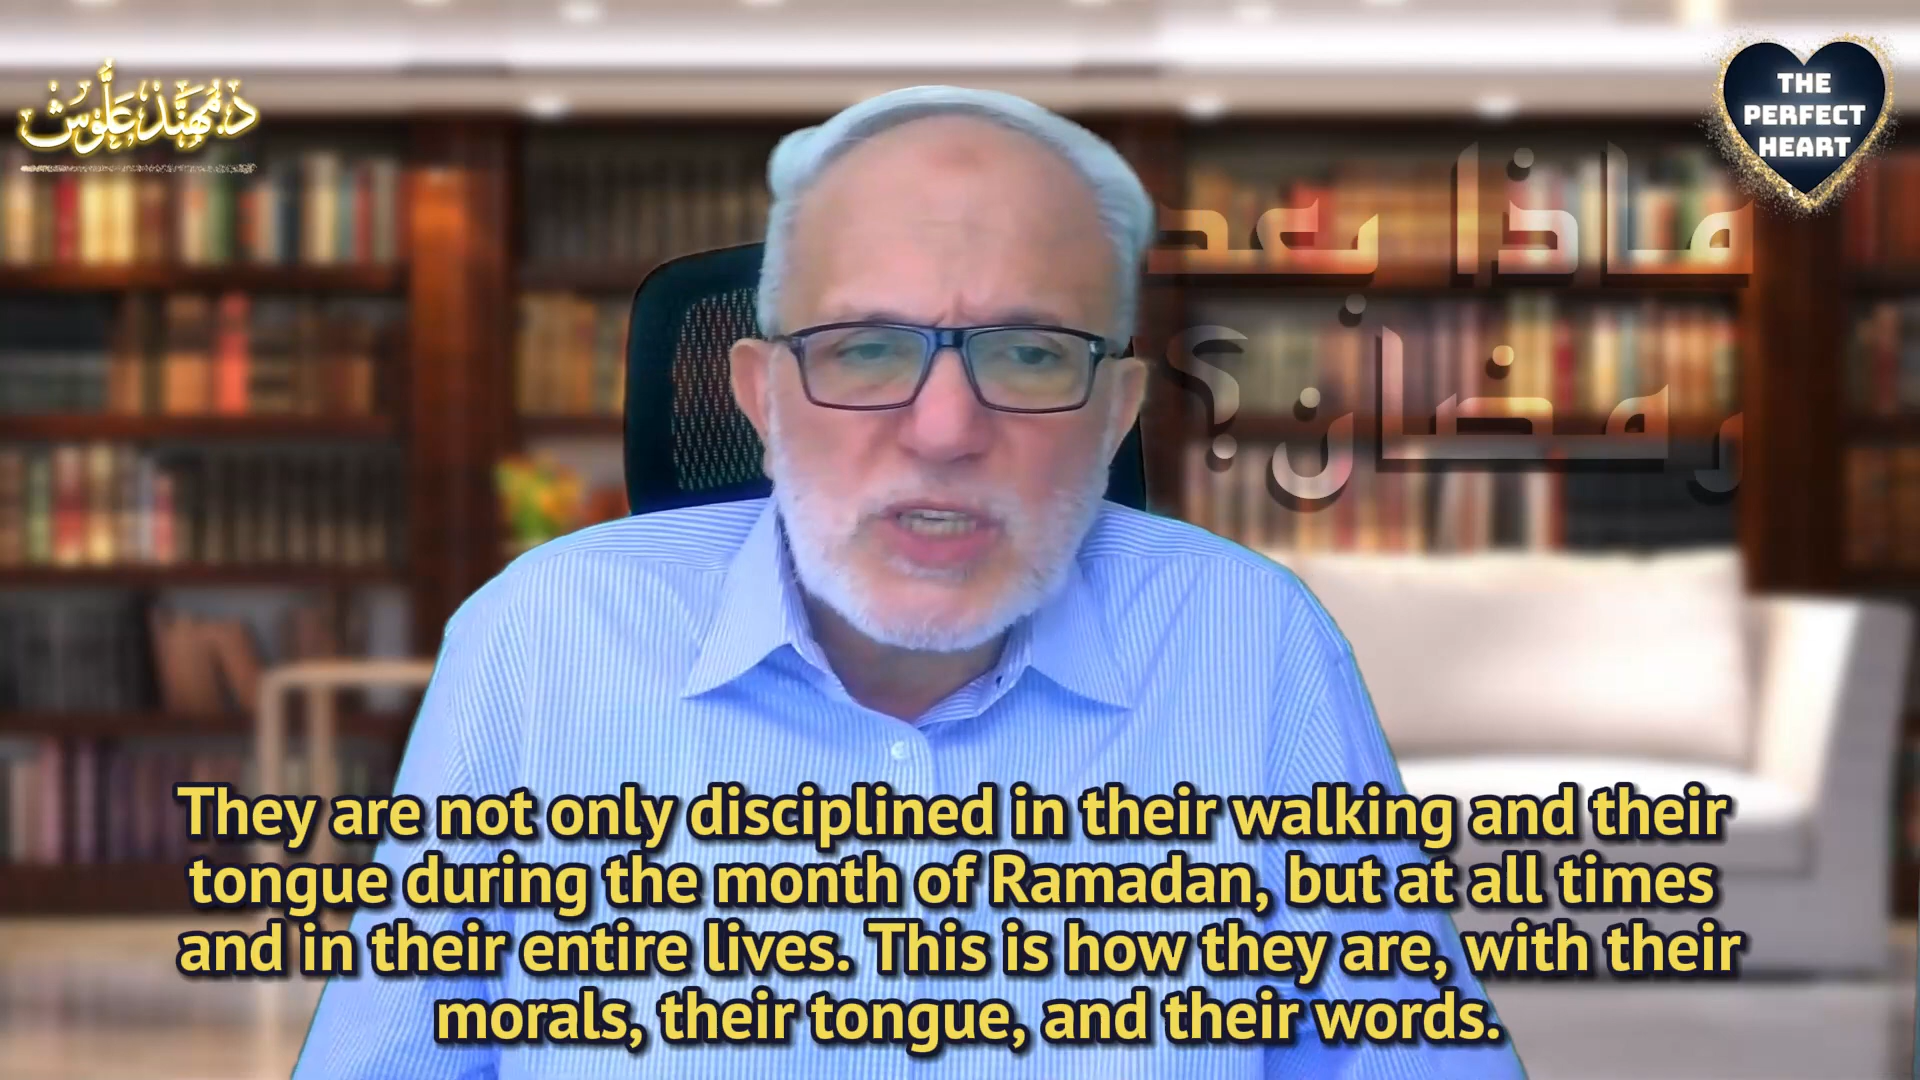 د. مُهَنَّد عَلُّوش
THE
PERFECT
HEART
ماذا بعد
رمضان؟
They are not only disciplined in their walking and their
tongue during the month of Ramadan, but at all times
and in their entire lives. This is how they are, with their
morals, their tongue, and their words.